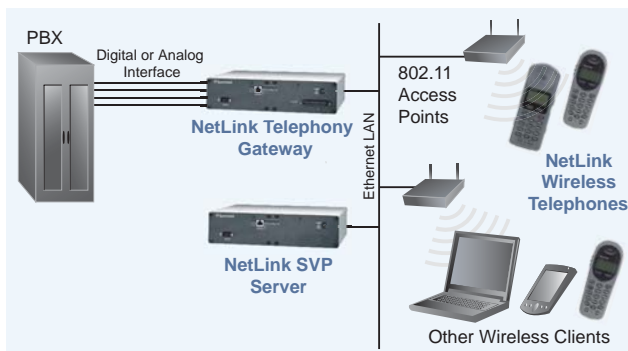 PBX
Digital or Analog
Interface
NetLink Telephony
Gateway
Ethernet LAN
802.11
Access
Points
NetLink
Wireless
Telephones
NetLink SVP
Server
Other Wireless Clients